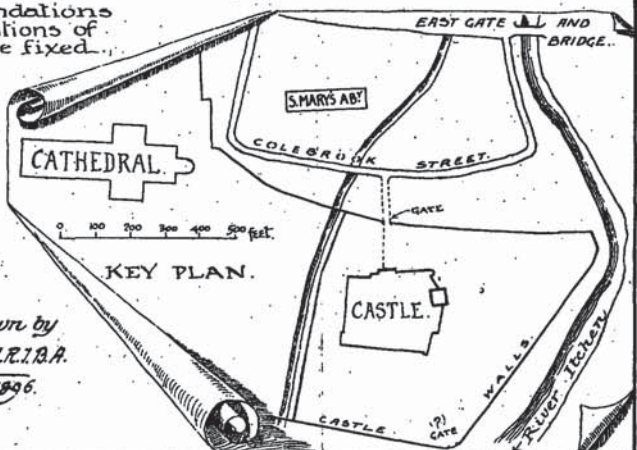 ndations
tions of
e fixed.
EAST GATE AND
BRIDGE.
S. MARY'S ABY
COLEBROOK STREET.
CATHEDRAL.
GATE
0 100 200 300 400 500 feet.
KEY PLAN.
CASTLE.
wn by
A.R.I.B.A.
CASTLE WALLS.
(?)
GATE
River Itchen